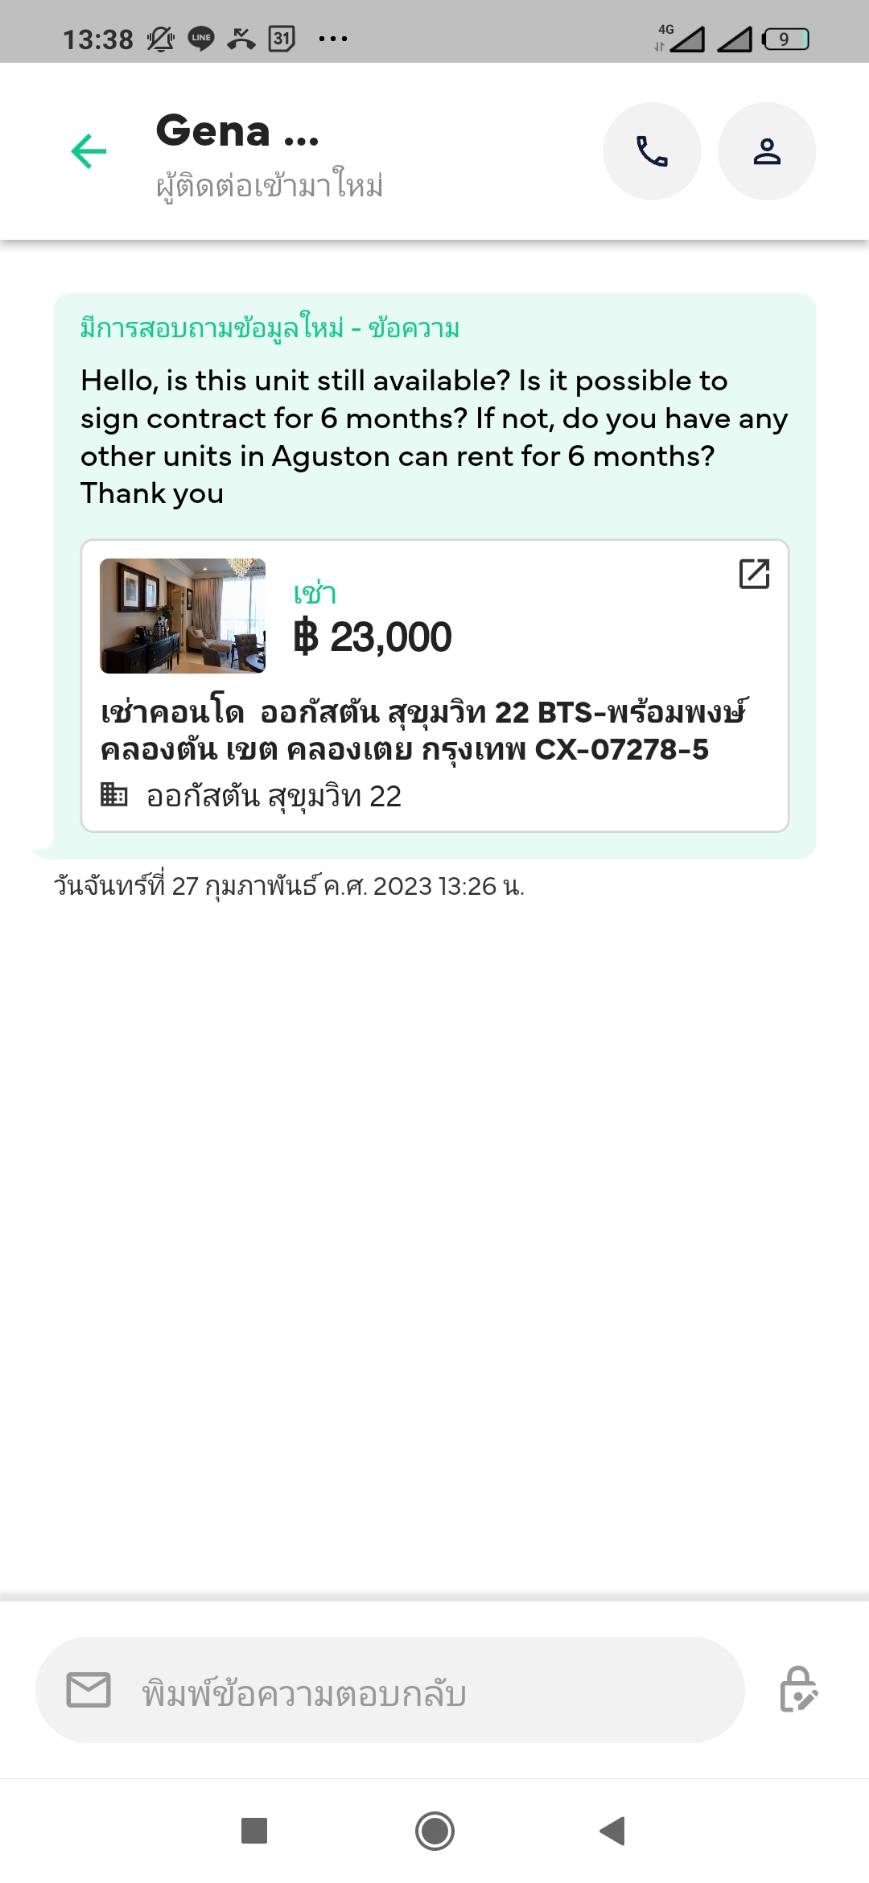 13:38 LINE 31 ... 4G 9
Gena ...
ผู้ติดต่อเข้ามาใหม่
มีการสอบถามข้อมูลใหม่ - ข้อความ
Hello, is this unit still available? Is it possible to
sign contract for 6 months? If not, do you have any
other units in Aguston can rent for 6 months?
Thank you
เช่า
฿ 23,000
เช่าคอนโด ออกัสตัน สุขุมวิท 22 BTS-พร้อมพงษ์
คลองตัน เขต คลองเตย กรุงเทพ CX-07278-5
ออกัสตัน สุขุมวิท 22
วันจันทร์ที่ 27 กุมภาพันธ์ ค.ศ. 2023 13:26 น.
พิมพ์ข้อความตอบกลับ